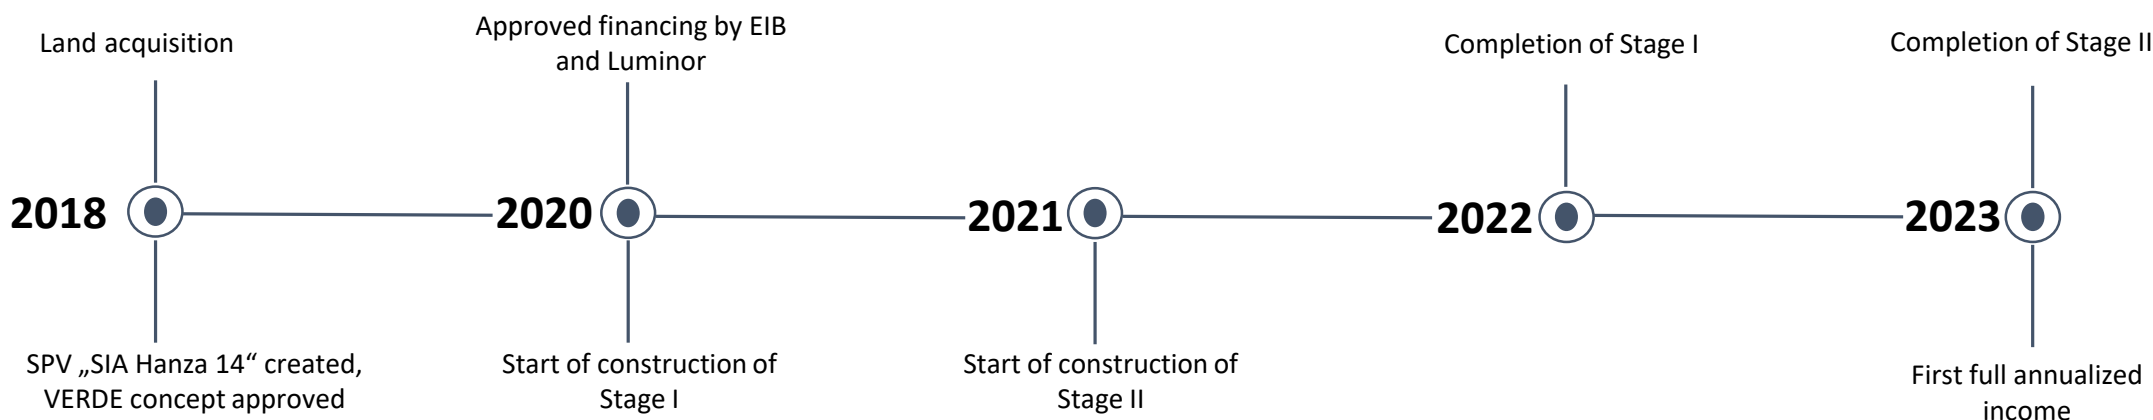 Land acquisition
Approved financing by EIB
and Luminor
Completion of Stage I
Completion of Stage II
2018
2020
2021
2022
2023
SPV „SIA Hanza 14“ created,
VERDE concept approved
Start of construction of
Stage I
Start of construction of
Stage II
First full annualized
income